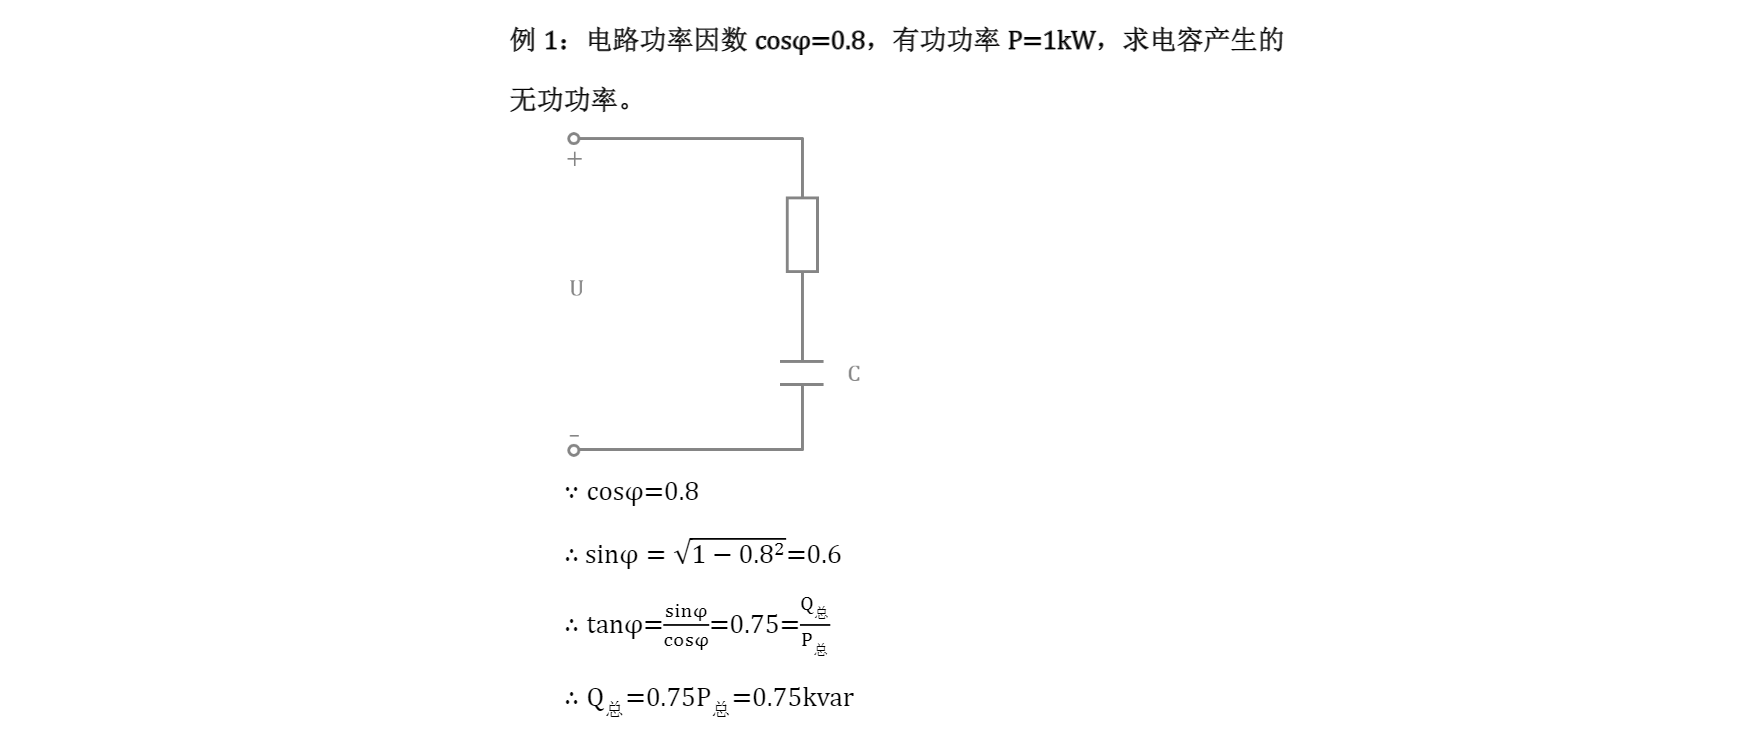 例 1：电路功率因数 cosφ=0.8，有功功率 P=1kW，求电容产生的
无功功率。
+
U
C
-
∵ cosφ=0.8
∴ sinφ = √(1 − 0.8²)=0.6
∴ tanφ=sinφ/cosφ=0.75=Q总/P总
∴ Q总=0.75P总=0.75kvar